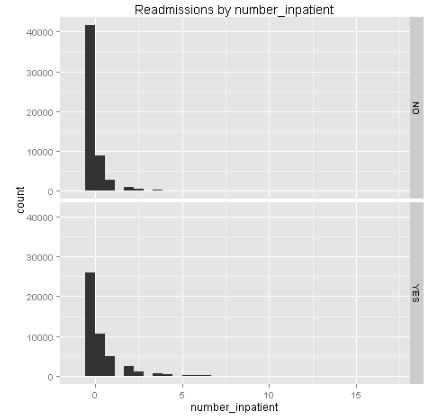 Readmissions by number_inpatient
40000
30000
20000
10000
0
NO
count
40000
30000
20000
10000
0
YES
0 5 10 15
number_inpatient